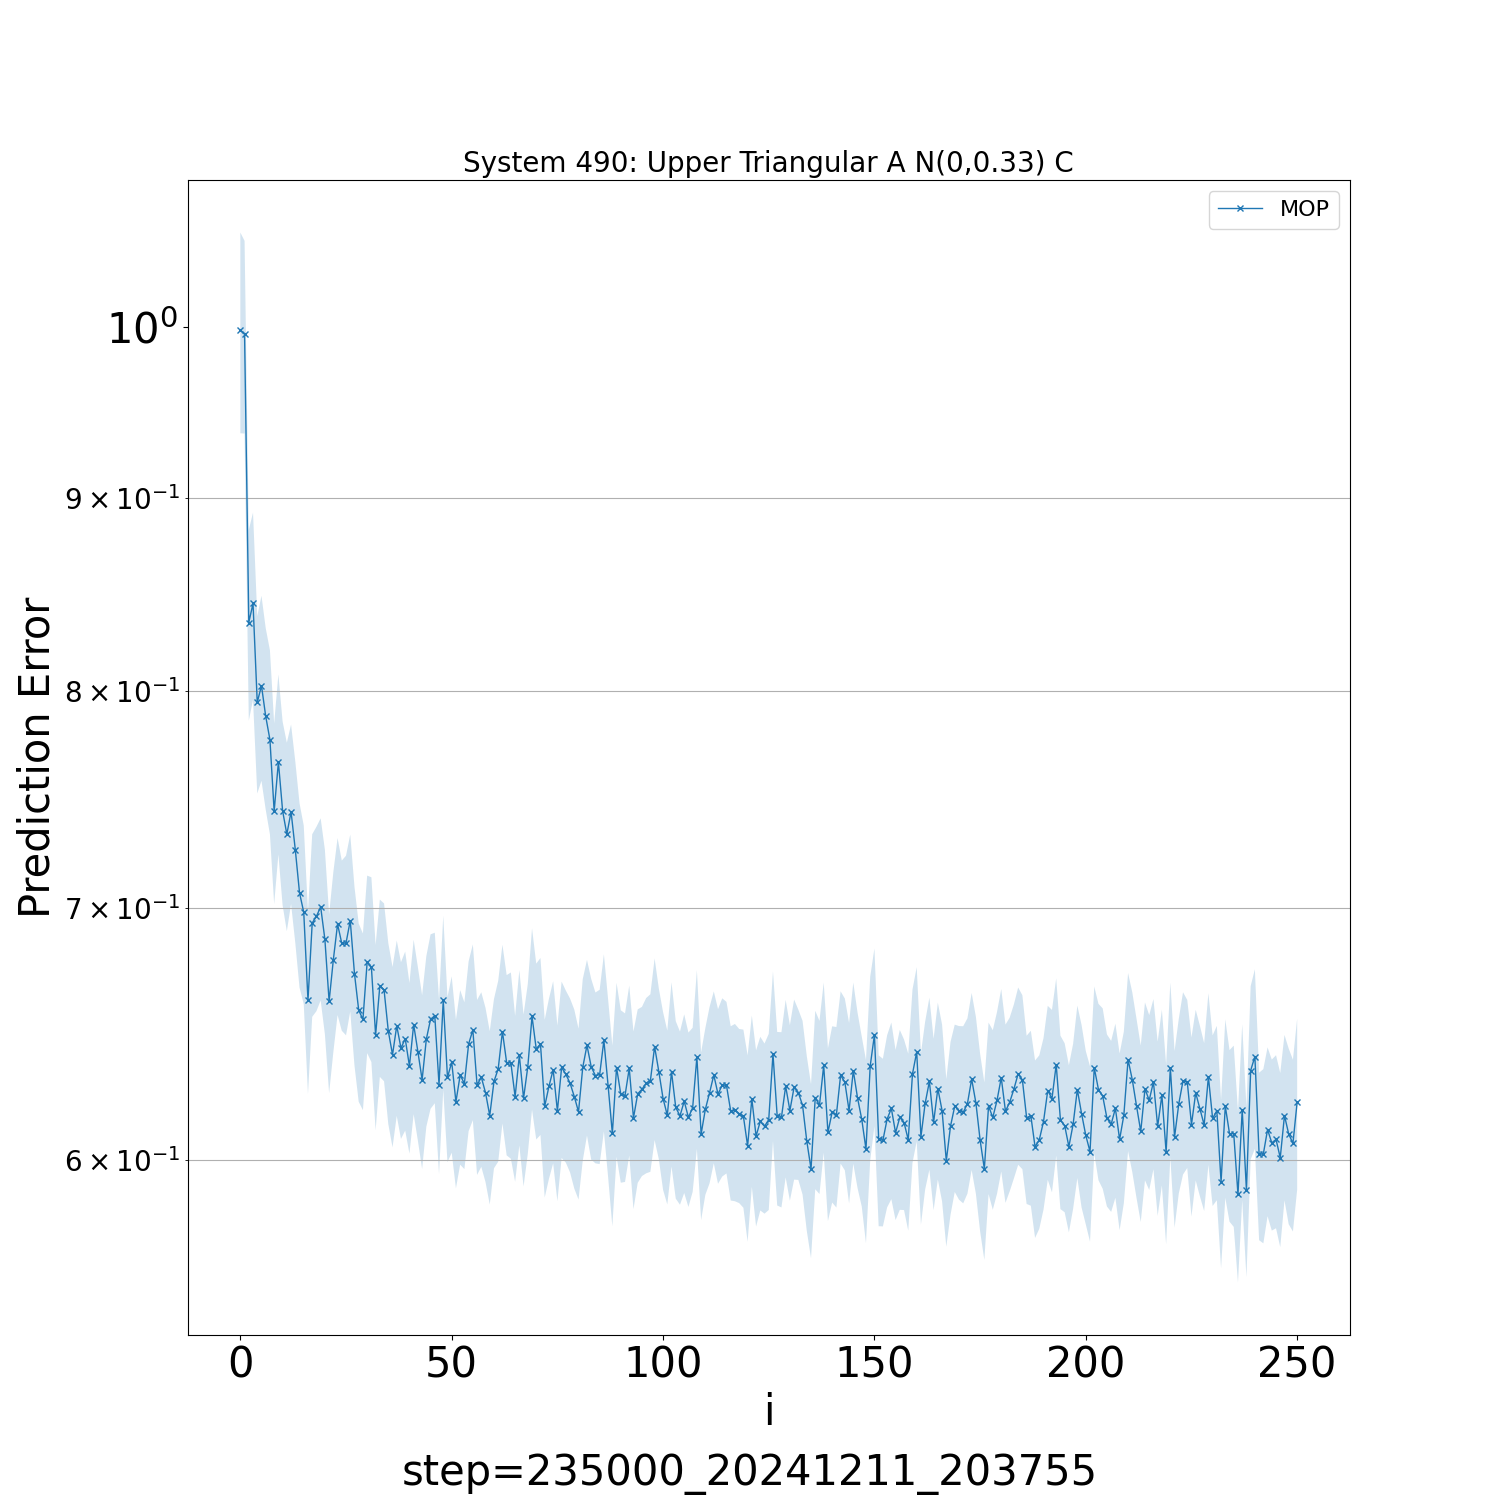 System 490: Upper Triangular A N(0,0.33) C
MOP
10⁰
9 × 10⁻¹
8 × 10⁻¹
7 × 10⁻¹
6 × 10⁻¹
Prediction Error
0 50 100 150 200 250
i
step=235000_20241211_203755